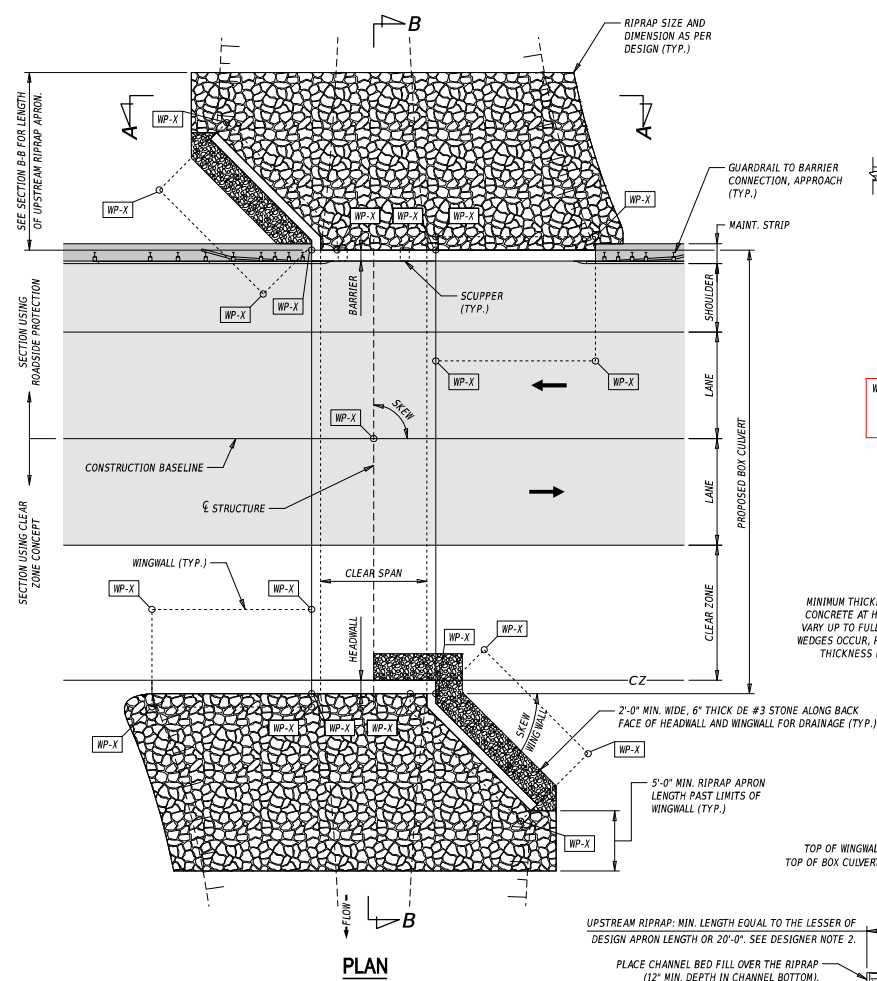 B
RIPRAP SIZE AND
DIMENSION AS PER
DESIGN (TYP.)
SEE SECTION B-B FOR LENGTH
OF UPSTREAM RIPRAP APRON.
A
A
WP-X
GUARDRAIL TO BARRIER
CONNECTION, APPROACH
(TYP.)
WP-X
WP-X
WP-X
WP-X
WP-X
MAINT. STRIP
WP-X
WP-X
BARRIER
SCUPPER
(TYP.)
SHOULDER
SECTION USING
ROADSIDE PROTECTION
WP-X
WP-X
LANE
SKEW
WP-X
CONSTRUCTION BASELINE
PROPOSED BOX CULVERT
℄ STRUCTURE
LANE
SECTION USING CLEAR
ZONE CONCEPT
WINGWALL (TYP.)
CLEAR SPAN
WP-X
WP-X
CLEAR ZONE
MINIMUM THICK
CONCRETE AT H
VARY UP TO FULL
WEDGES OCCUR, F
THICKNESS
HEADWALL
WP-X
WP-X
CZ
2'-0" MIN. WIDE, 6" THICK DE #3 STONE ALONG BACK
FACE OF HEADWALL AND WINGWALL FOR DRAINAGE (TYP.)
SKEW
WING WALL
WP-X
WP-X
WP-X
WP-X
WP-X
5'-0" MIN. RIPRAP APRON
LENGTH PAST LIMITS OF
WINGWALL (TYP.)
WP-X
TOP OF WINGWAL
TOP OF BOX CULVERT
FLOW
B
UPSTREAM RIPRAP: MIN. LENGTH EQUAL TO THE LESSER OF
DESIGN APRON LENGTH OR 20'-0". SEE DESIGNER NOTE 2.
PLAN
PLACE CHANNEL BED FILL OVER THE RIPRAP
(12" MIN. DEPTH IN CHANNEL BOTTOM).